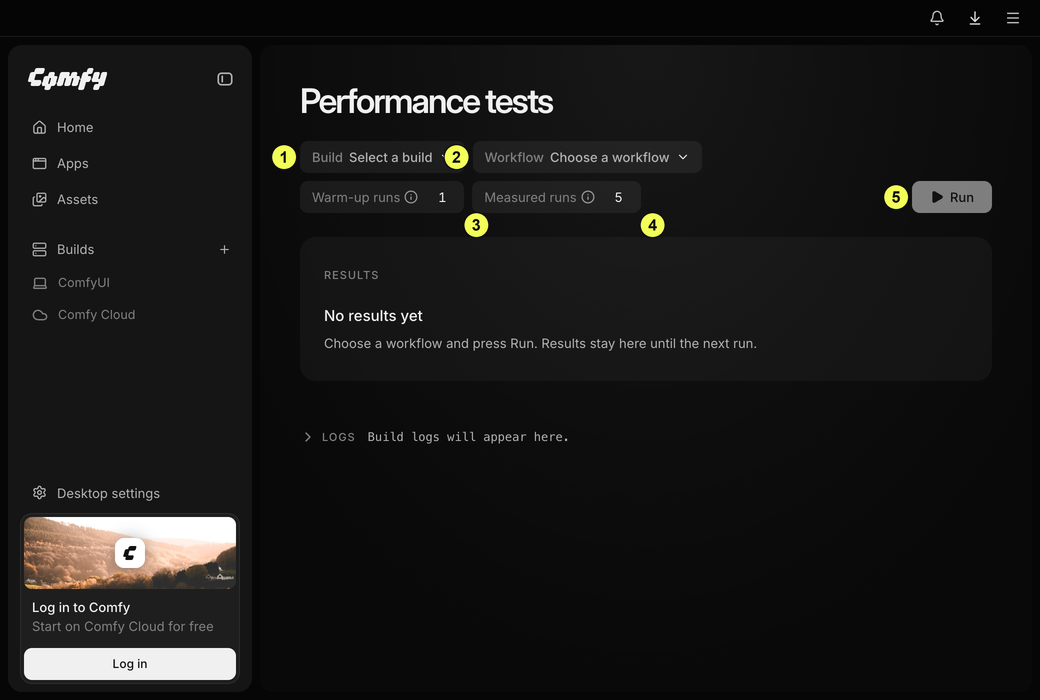 Comfy
Home
Apps
Assets
Builds
ComfyUI
Comfy Cloud
Desktop settings
Log in to Comfy
Start on Comfy Cloud for free
Log in
Performance tests
1 Build Select a build 2 Workflow Choose a workflow
Warm-up runs 1 Measured runs 5 5 Run
3 4
RESULTS
No results yet
Choose a workflow and press Run. Results stay here until the next run.
LOGS Build logs will appear here.